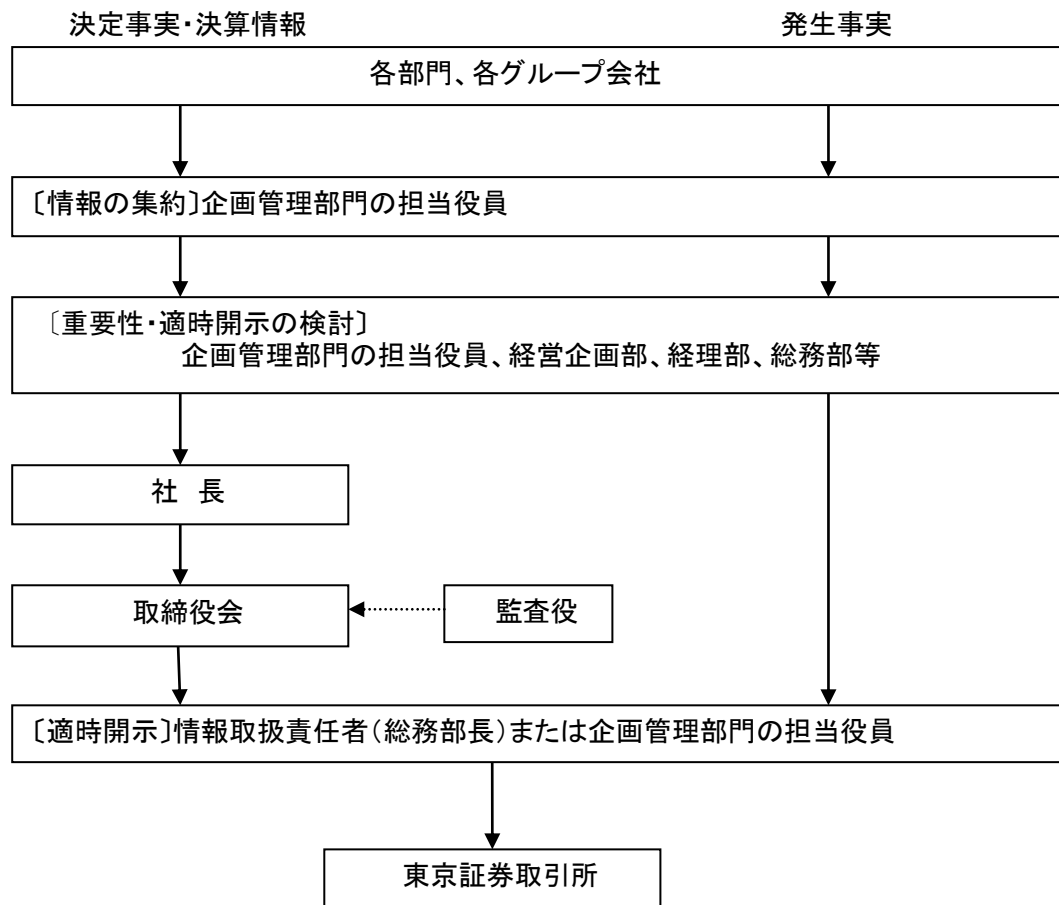 決定事実・決算情報
発生事実
各部門、各グループ会社
〔情報の集約〕企画管理部門の担当役員
〔重要性・適時開示の検討〕
企画管理部門の担当役員、経営企画部、経理部、総務部等
社 長
取締役会
監査役
〔適時開示〕情報取扱責任者（総務部長）または企画管理部門の担当役員
東京証券取引所